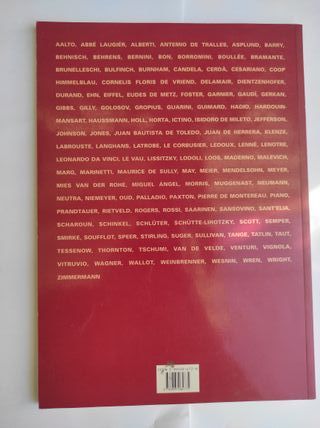 AALTO, ABBÉ LAUGIÉR, ALBERTI, ANTEMIO DE TRALLES, ASPLUND, BARRY,
BEHNISCH, BEHRENS, BERNINI, BON, BORROMINI, BOULLÉE, BRAMANTE,
BRUNELLESCHI, BULFINCH, BURNHAM, CANDELA, CERDÀ, CESARIANO, COOP
HIMMELBLAU, CORNELIS FLORIS DE VRIEND, DELAMAIR, DIENTZENHOFER,
DURAND, EHN, EIFFEL, EUDES DE METZ, FOSTER, GARNIER, GAUDÍ, GERKAN,
GIBBS, GILLY, GOLOSOV, GROPIUS, GUARINI, GUIMARD, HADID, HARDOUIN-
MANSART, HAUSSMANN, HOLL, HORTA, ICTINO, ISIDORO DE MILETO, JEFFERSON,
JOHNSON, JONES, JUAN BAUTISTA DE TOLEDO, JUAN DE HERRERA, KLENZE,
LABROUSTE, LANGHANS, LATROBE, LE CORBUSIER, LEDOUX, LENNÉ, LENOTRE,
LEONARDO DA VINCI, LE VAU, LISSITZKY, LODOLI, LOOS, MADERNO, MALEVICH,
MARO, MARINETTI, MAURICE DE SULLY, MAY, MEIER, MENDELSOHN, MEYER,
MIES VAN DER ROHE, MIGUEL ÁNGEL, MORRIS, MUGGENAST, NEUMANN,
NEUTRA, NIEMEYER, OUD, PALLADIO, PAXTON, PIERRE DE MONTEREAU, PIANO,
PRANDTAUER, RIETVELD, ROGERS, ROSSI, SAARINEN, SANSOVINO, SANT'ELIA,
SCHAROUN, SCHINKEL, SCHLÜTER, SCHÜTTE-LIHOTZKY, SCOTT, SEMPER,
SMIRKE, SOUFFLOT, SPEER, STIRLING, SUGER, SULLIVAN, TANGE, TATLIN, TAUT,
TESSENOW, THORNTON, TSCHUMI, VAN DE VELDE, VENTURI, VIGNOLA,
VITRUVIO, WAGNER, WALLOT, WEINBRENNER, WESNIN, WREN, WRIGHT,
ZIMMERMANN